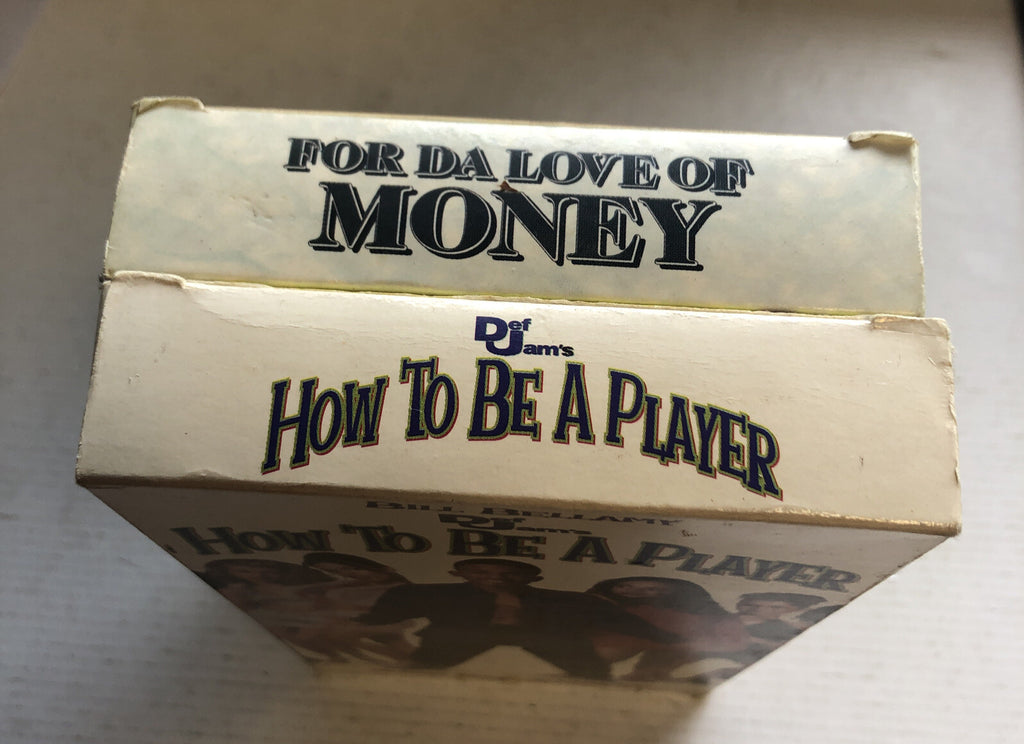 FOR DA LOVE OF
MONEY
Def
Jam's
HOW TO BE A PLAYER
BILL BELLAMY
Def
Jam's
HOW TO BE A PLAYER